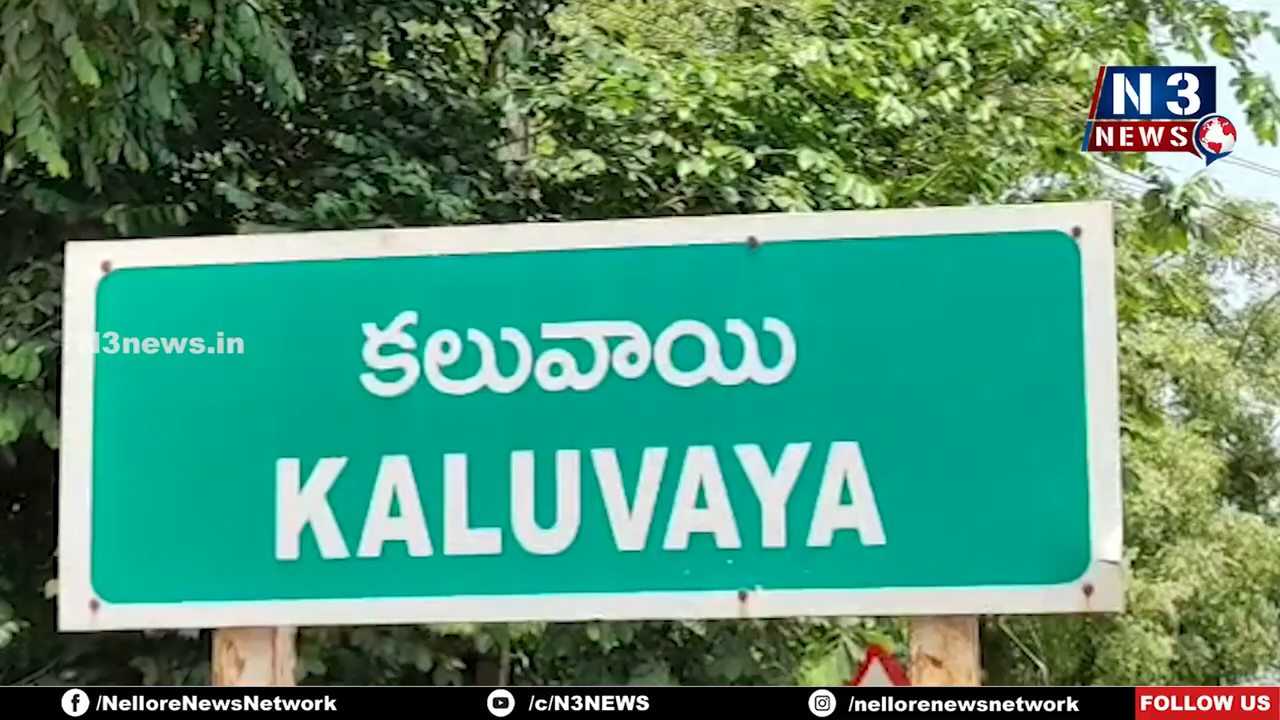 N3
NEWS
N3news.in
కలువాయి
KALUVAYA
/NelloreNewsNetwork
/c/N3NEWS
/nellorenewsnetwork
FOLLOW US